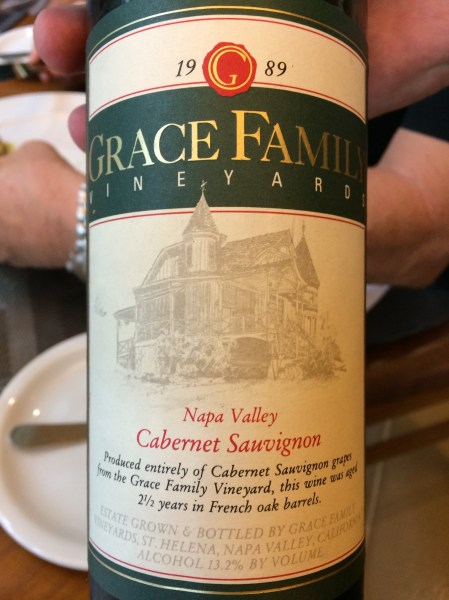 19 G 89
GRACE FAMILY
VINEYARDS
Napa Valley
Cabernet Sauvignon
Produced entirely of Cabernet Sauvignon grapes
from the Grace Family Vineyard, this wine was aged
2½ years in French oak barrels.
ESTATE GROWN & BOTTLED BY GRACE FAMILY
VINEYARDS, ST. HELENA, NAPA VALLEY, CALIFORNIA
ALCOHOL 13.2% BY VOLUME